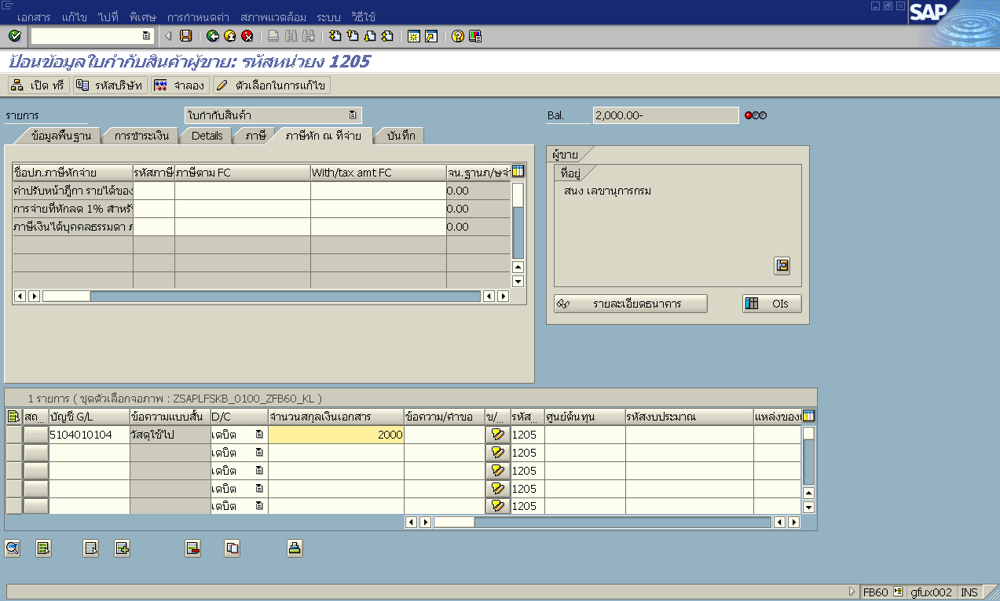 เอกสาร แก้ไข ไปที่ พิเศษ การกำหนดค่า สภาพแวดล้อม ระบบ วิธีใช้
SAP
ป้อนข้อมูลใบกำกับสินค้าผู้ขาย: รหัสหน่วยง 1205
เปิด ทรี รหัสบริษัท จำลอง ตัวเลือกในการแก้ไข
รายการ ใบกำกับสินค้า Bal. 2,000.00-
ข้อมูลพื้นฐาน การชำระเงิน Details ภาษี ภาษีหัก ณ ที่จ่าย บันทึก
ผู้ขาย
ชื่อปภ.ภาษีหักจ่าย รหัสภาษี ภาษีตาม FC With/tax amt FC จน.ฐานภ/ษจำ
ที่อยู่
ค่าปรับหน้าฎีกา รายได้ของ 0.00
สนง เลขานุการกรม
การจ่ายที่หักลด 1% สำหรั 0.00
ภาษีเงินได้บุคคลธรรมดา ภ 0.00
รายละเอียดธนาคาร OIs
1 รายการ ( ชุดตัวเลือกจอภาพ : ZSAPLFSKB_0100_ZFB60_KL )
สถ... บัญชี G/L ข้อความแบบสั้น D/C จำนวนสกุลเงินเอกสาร ข้อความ/คำขอ ข/... รหัส... ศูนย์ต้นทุน รหัสงบประมาณ แหล่งของ
5104010104 วัสดุใช้ไป เดบิต 2000 1205
เดบิต 1205
เดบิต 1205
เดบิต 1205
เดบิต 1205
FB60 gfux002 INS